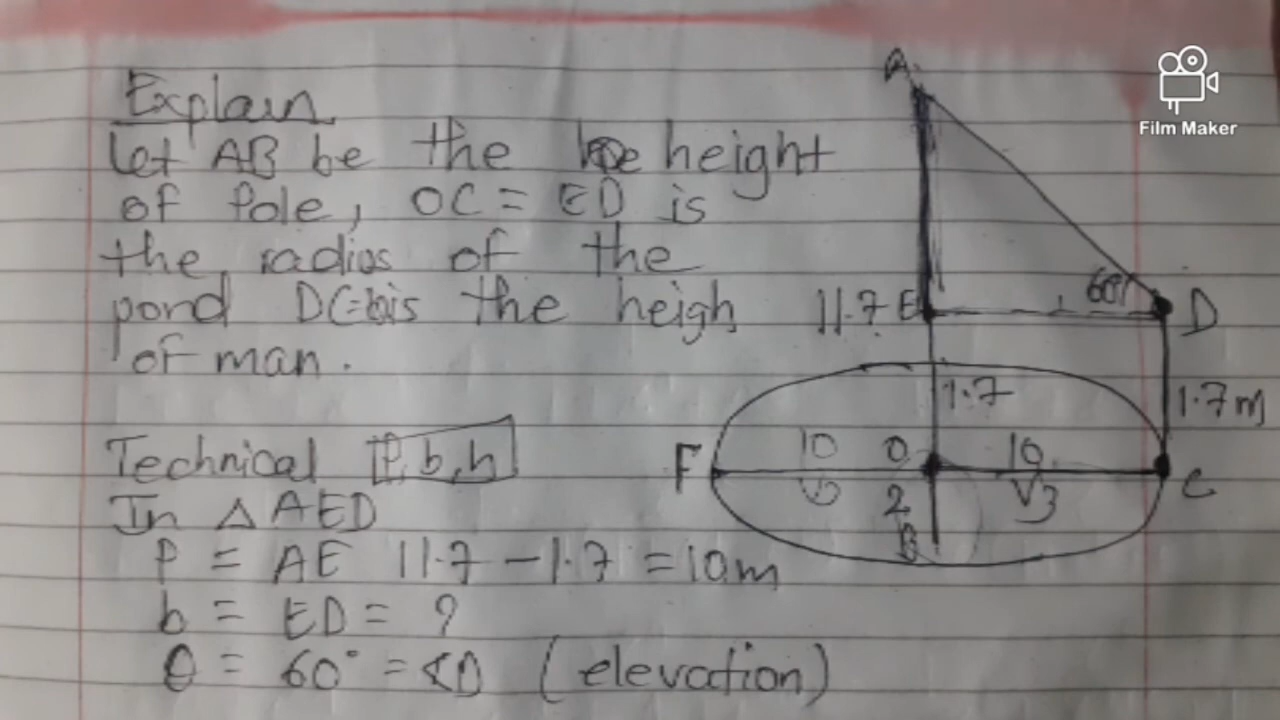 Explain
Let AB be the height
of Pole, OC = ED is
the radius of the
pond DC is the heigh
of man.
Technical P, b, h
In △ AED
P = AE 11.7 - 1.7 = 10m
b = ED = ?
θ = 60° = ∢D (elevation)
A
60°
11.7 E D
1.7 1.7m
F 10 O 10 C
√3
2
B
Film Maker